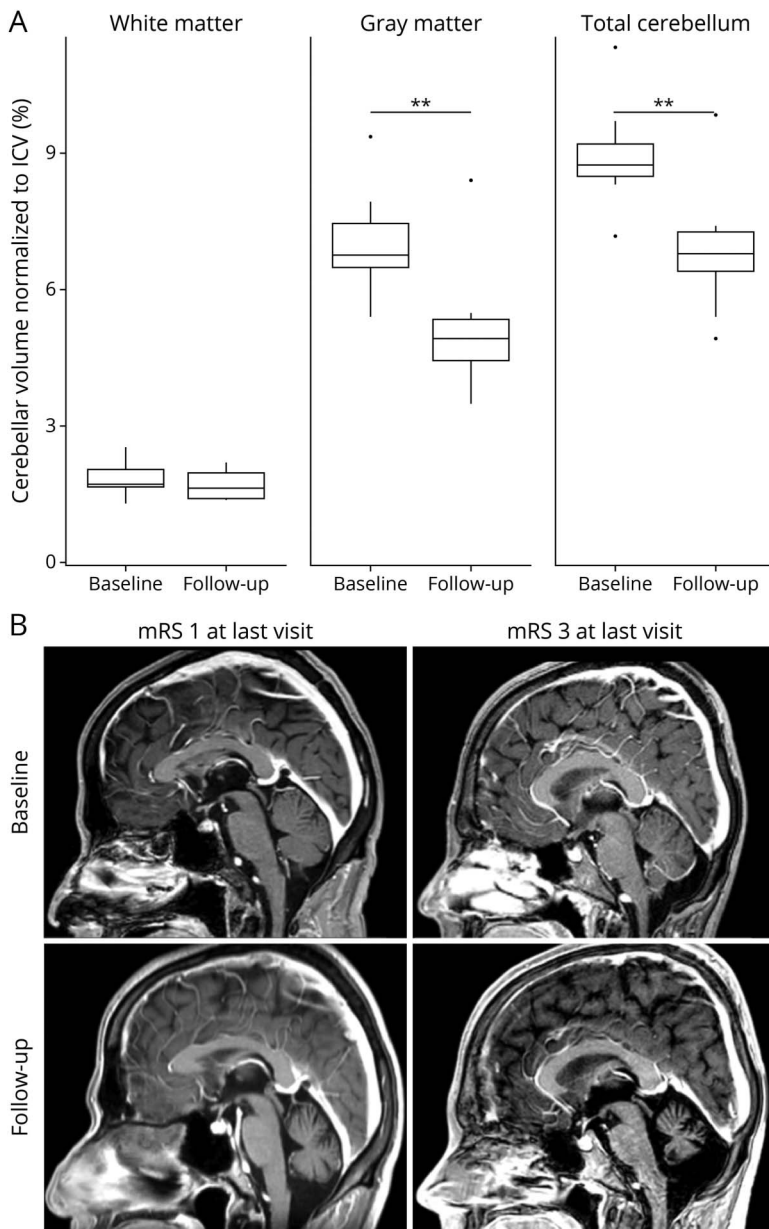 A
White matter
Gray matter
Total cerebellum
Cerebellar volume normalized to ICV (%)
9
6
3
0
**
**
Baseline
Follow-up
Baseline
Follow-up
Baseline
Follow-up
B
mRS 1 at last visit
mRS 3 at last visit
Baseline
Follow-up